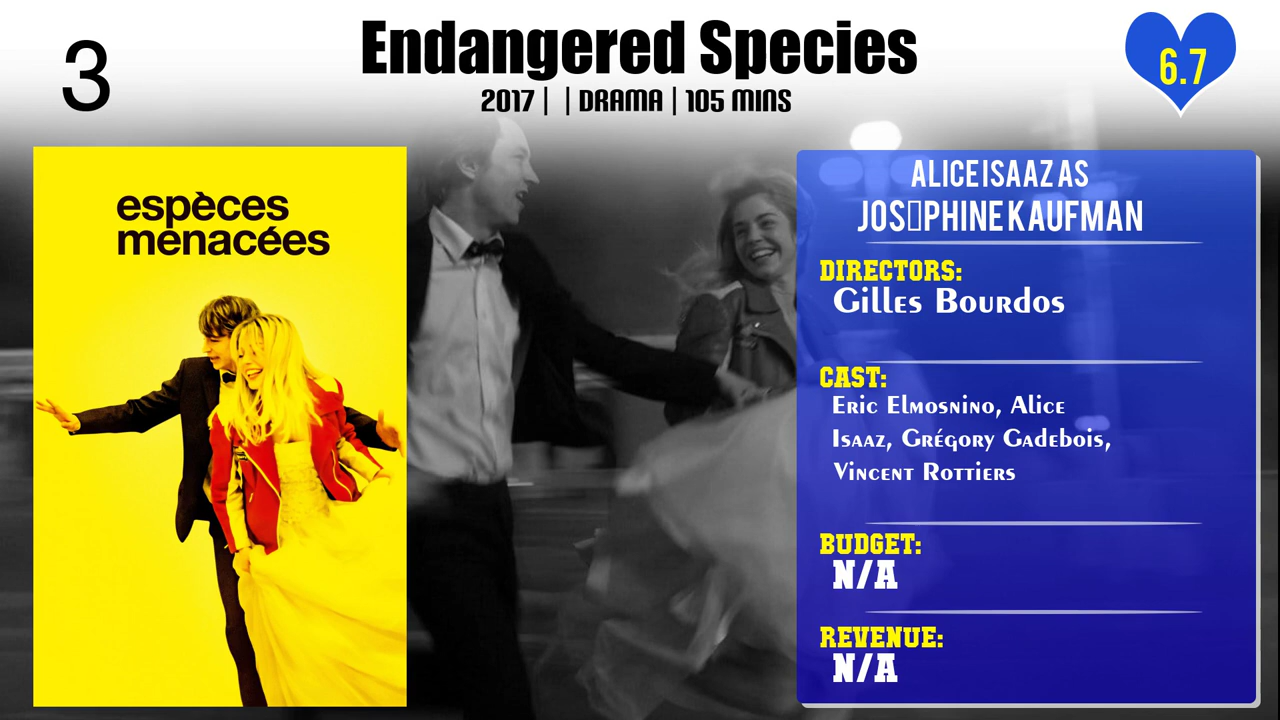 3
Endangered Species
2017 | | DRAMA | 105 MINS
6.7
espèces
menacées
ALICE ISAAZ AS
JOS▯PHINE KAUFMAN
DIRECTORS:
Gilles Bourdos
CAST:
Eric Elmosnino, Alice
Isaaz, Grégory Gadebois,
Vincent Rottiers
BUDGET:
N/A
REVENUE:
N/A